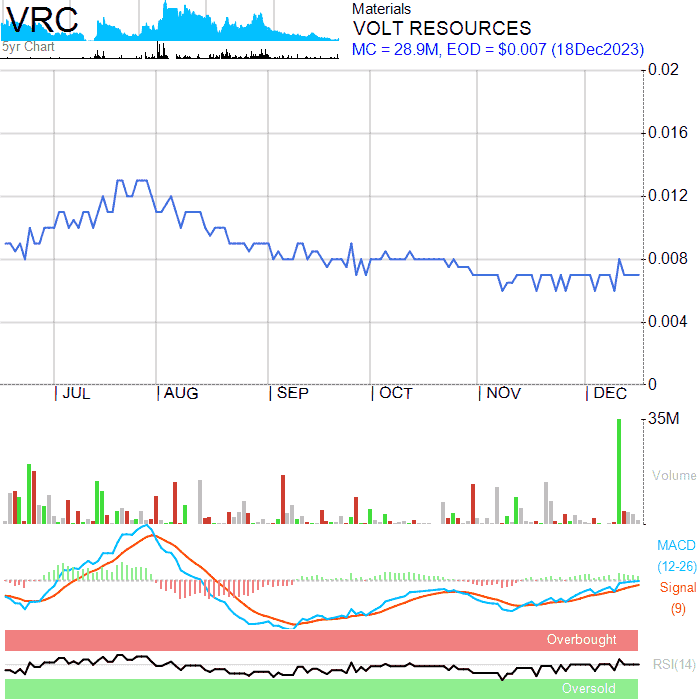 VRC
5yr Chart
Materials
VOLT RESOURCES
MC = 28.9M, EOD = $0.007 (18Dec2023)
0.02
0.016
0.012
0.008
0.004
0
JUL AUG SEP OCT NOV DEC
35M
Volume
MACD
(12-26)
Signal
(9)
Overbought
RSI(14)
Oversold